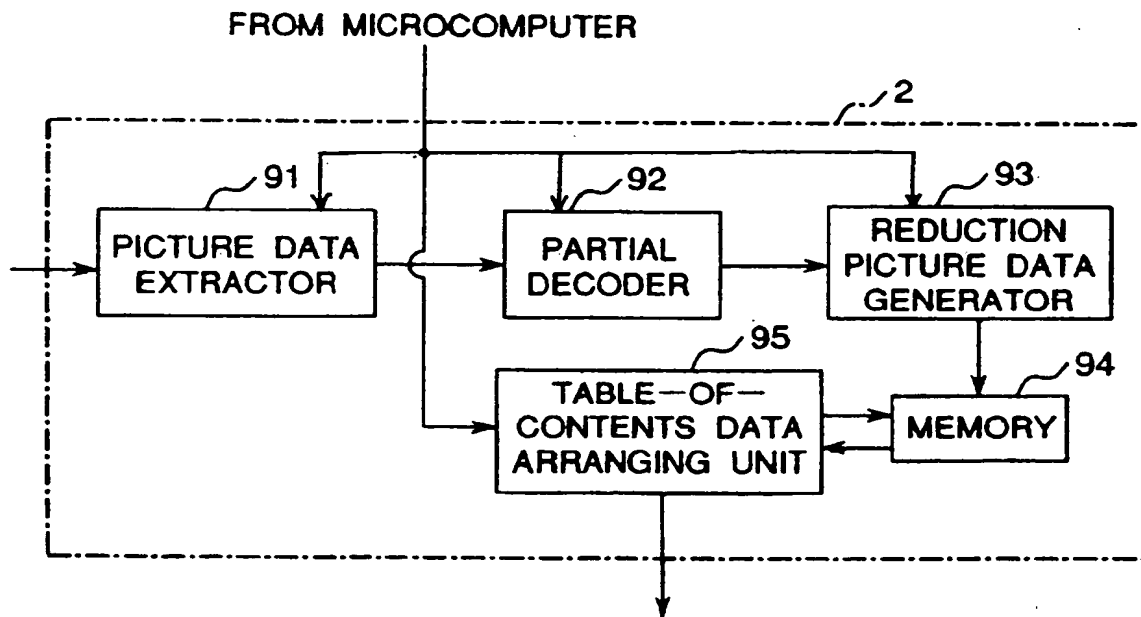 FROM MICROCOMPUTER
2
91
92
93
PICTURE DATA
EXTRACTOR
PARTIAL
DECODER
REDUCTION
PICTURE DATA
GENERATOR
95
94
TABLE-OF-
CONTENTS DATA
ARRANGING UNIT
MEMORY